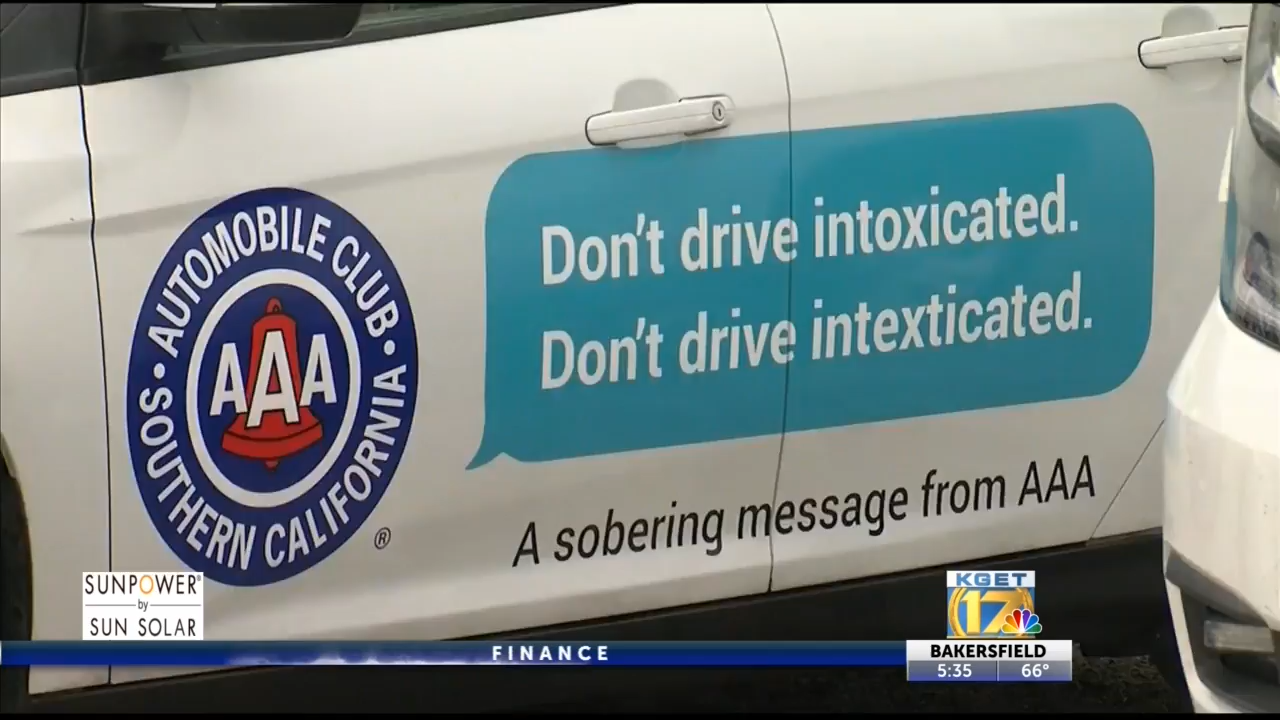 AUTOMOBILE CLUB
SOUTHERN CALIFORNIA
AAA
®
Don't drive intoxicated.
Don't drive intexticated.
A sobering message from AAA
SUNPOWER®
by
SUN SOLAR
FINANCE
KGET
17
BAKERSFIELD
5:35 66°